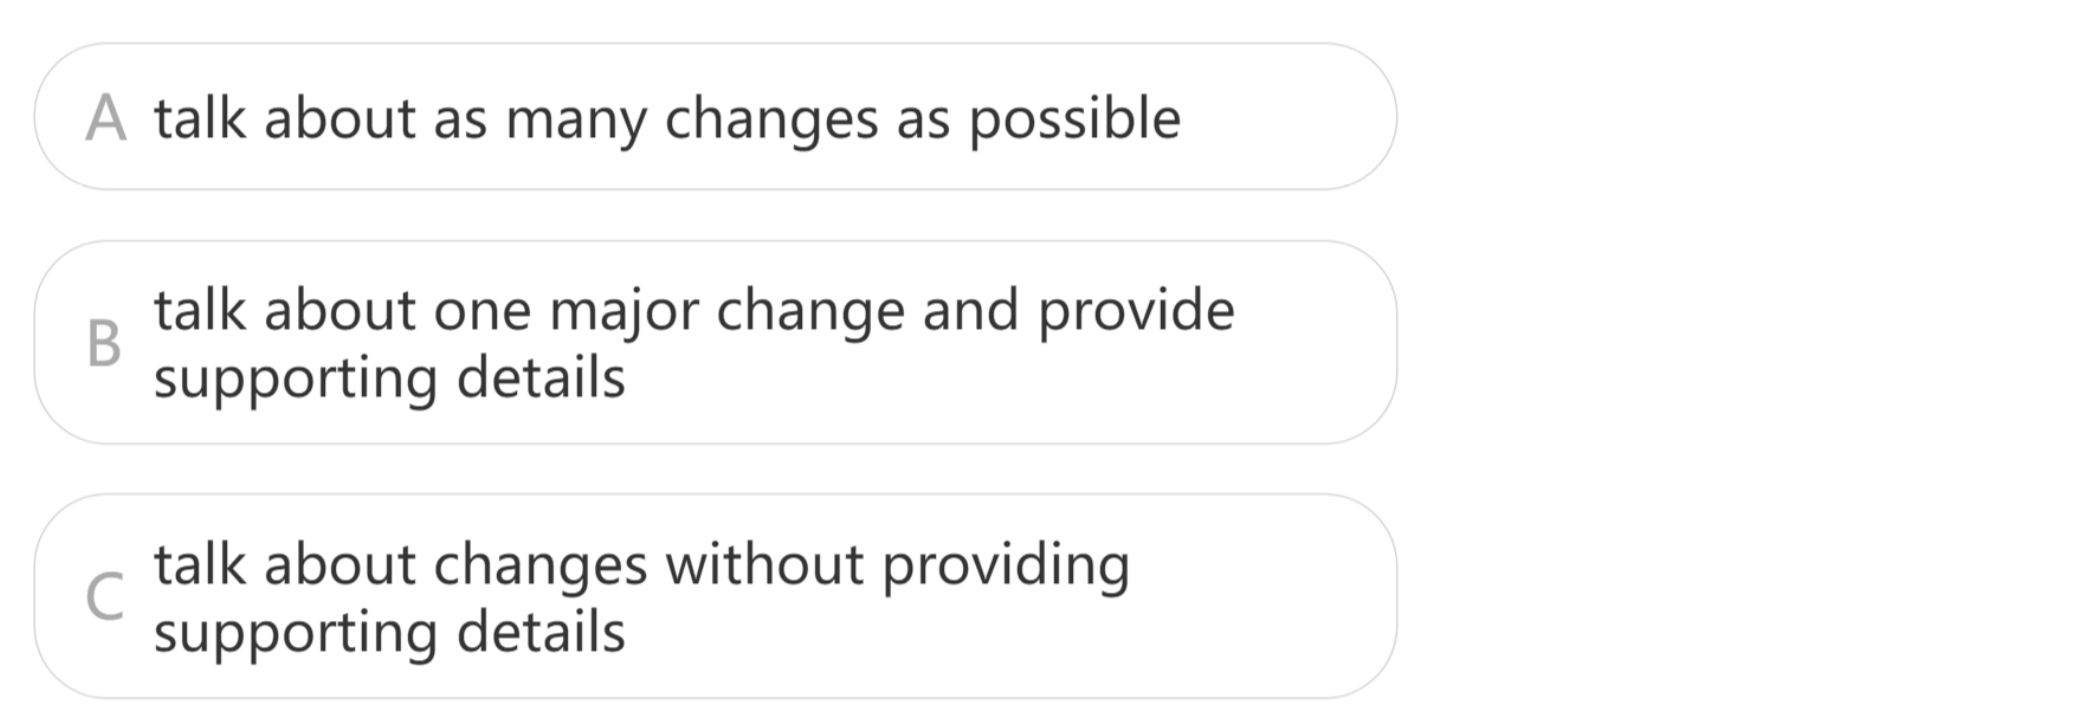 A talk about as many changes as possible
B talk about one major change and provide
supporting details
C talk about changes without providing
supporting details